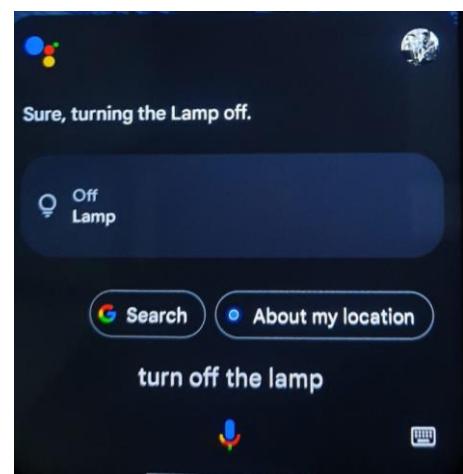 Sure, turning the Lamp off.
Off
Lamp
Search
About my location
turn off the lamp